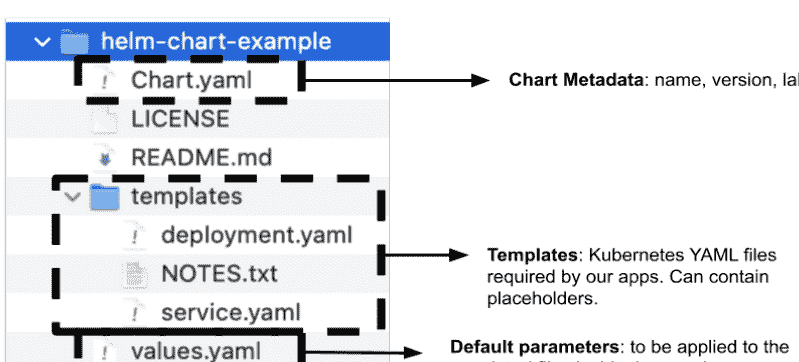 helm-chart-example
Chart.yaml
Chart Metadata: name, version,
LICENSE
README.md
templates
deployment.yaml
NOTES.txt
service.yaml
Templates: Kubernetes YAML files
required by our apps. Can contain
placeholders.
values.yaml
Default parameters: to be applied to the